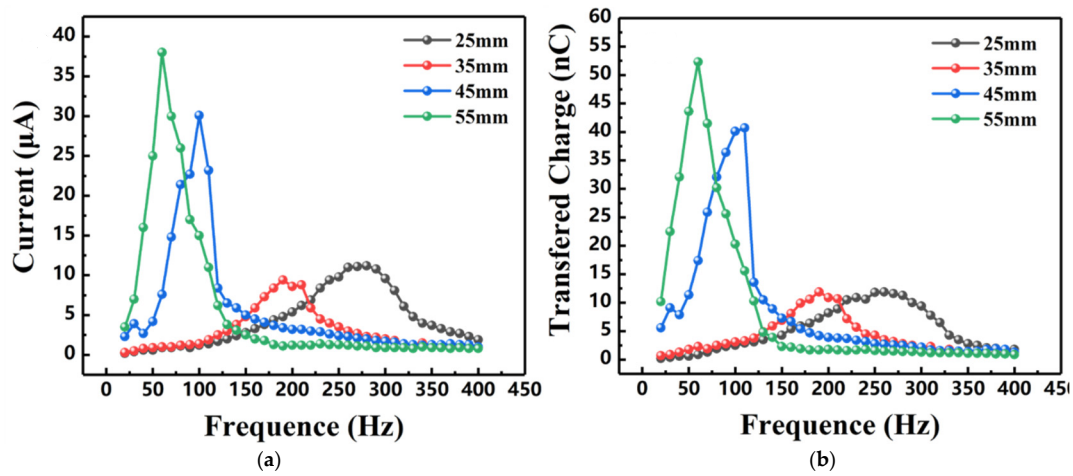 40
35
30
25
20
15
10
5
0
Current (μA)
25mm
35mm
45mm
55mm
0 50 100 150 200 250 300 350 400 450
Frequence (Hz)
(a)
60
55
50
45
40
35
30
25
20
15
10
5
0
Transfered Charge (nC)
25mm
35mm
45mm
55mm
0 50 100 150 200 250 300 350 400 45
Frequence (Hz)
(b)